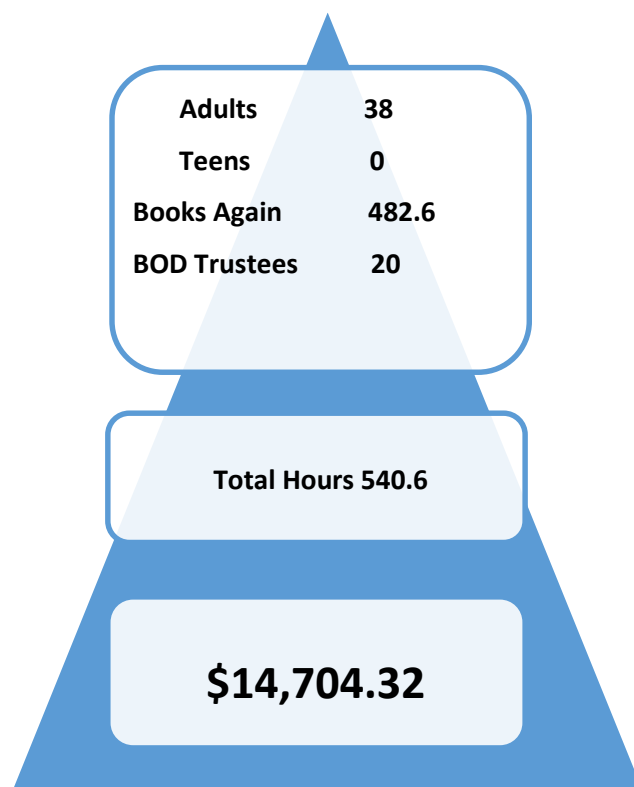 Adults 38
Teens 0
Books Again 482.6
BOD Trustees 20
Total Hours 540.6
$14,704.32